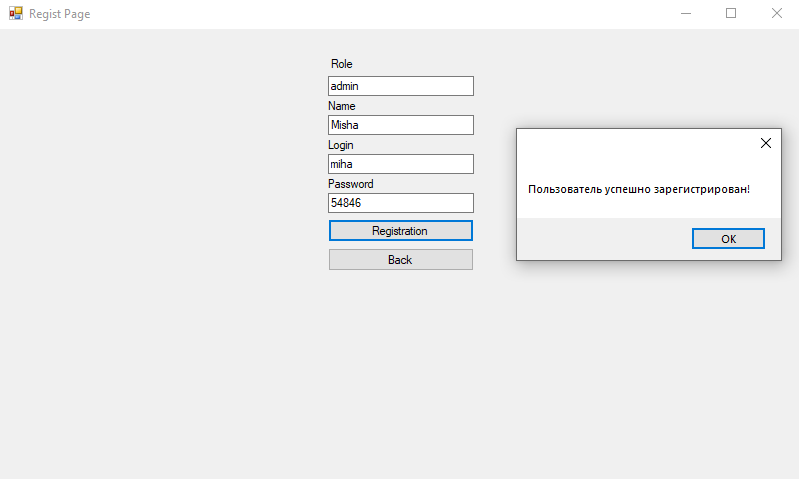 Regist Page
Role
admin
Name
Misha
Login
miha
Password
54846
Registration
Back
Пользователь успешно зарегистрирован!
OK